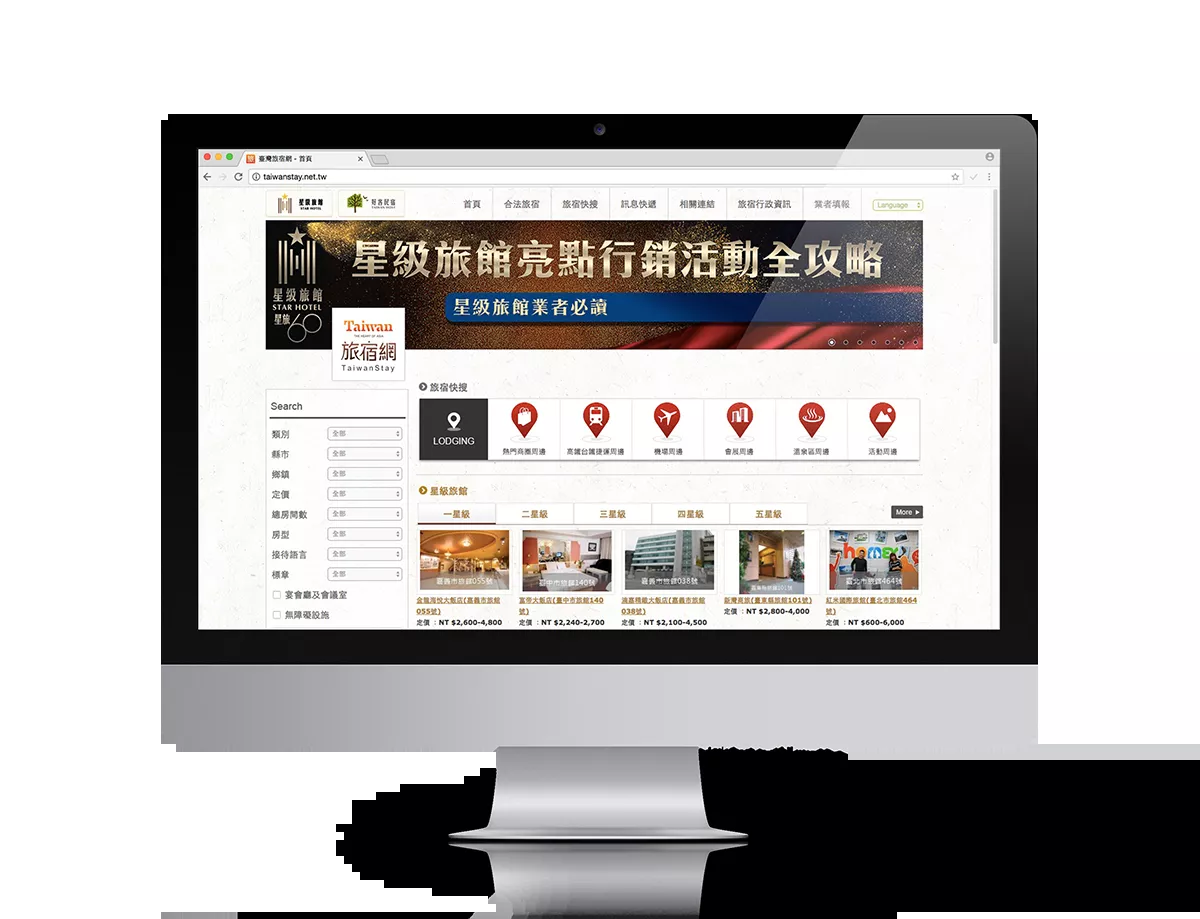 臺灣旅宿網 - 首頁
taiwanstay.net.tw
星級旅館
STAR HOTEL
好客民宿
首頁
合法旅宿
旅宿快搜
訊息快遞
相關連結
旅宿行政資訊
業者填報
Language
星級旅館
STAR HOTEL
星旅
星級旅館亮點行銷活動全攻略
星級旅館業者必讀
Taiwan
THE HEART OF ASIA
旅宿網
TaiwanStay
Search
類別 全部
縣市 全部
鄉鎮 全部
定價 全部
總房間數 全部
房型 全部
接待語言 全部
標章 全部
宴會廳及會議室
無障礙設施
旅宿快搜
LODGING
熱門商圈周邊
高鐵台鐵捷運周邊
機場周邊
會展周邊
溫泉區周邊
活動周邊
星級旅館
一星級
二星級
三星級
四星級
五星級
More
嘉義市旅館055號
臺中市旅館140號
嘉義市旅館038號
臺東縣旅館101號
home
臺北市旅館464號
金龍海悅大飯店(嘉義市旅館
055號)
定價 : NT $2,600-4,800
富帝大飯店(臺中市旅館140
號)
定價 : NT $2,240-2,700
大飯店(嘉義市旅館
038號)
定價 : NT $2,100-4,500
旅(臺東縣旅館101號)
定價 : NT $2,800-4,000
紅米國際旅館(臺北市旅館464
號)
定價 : NT $600-6,000